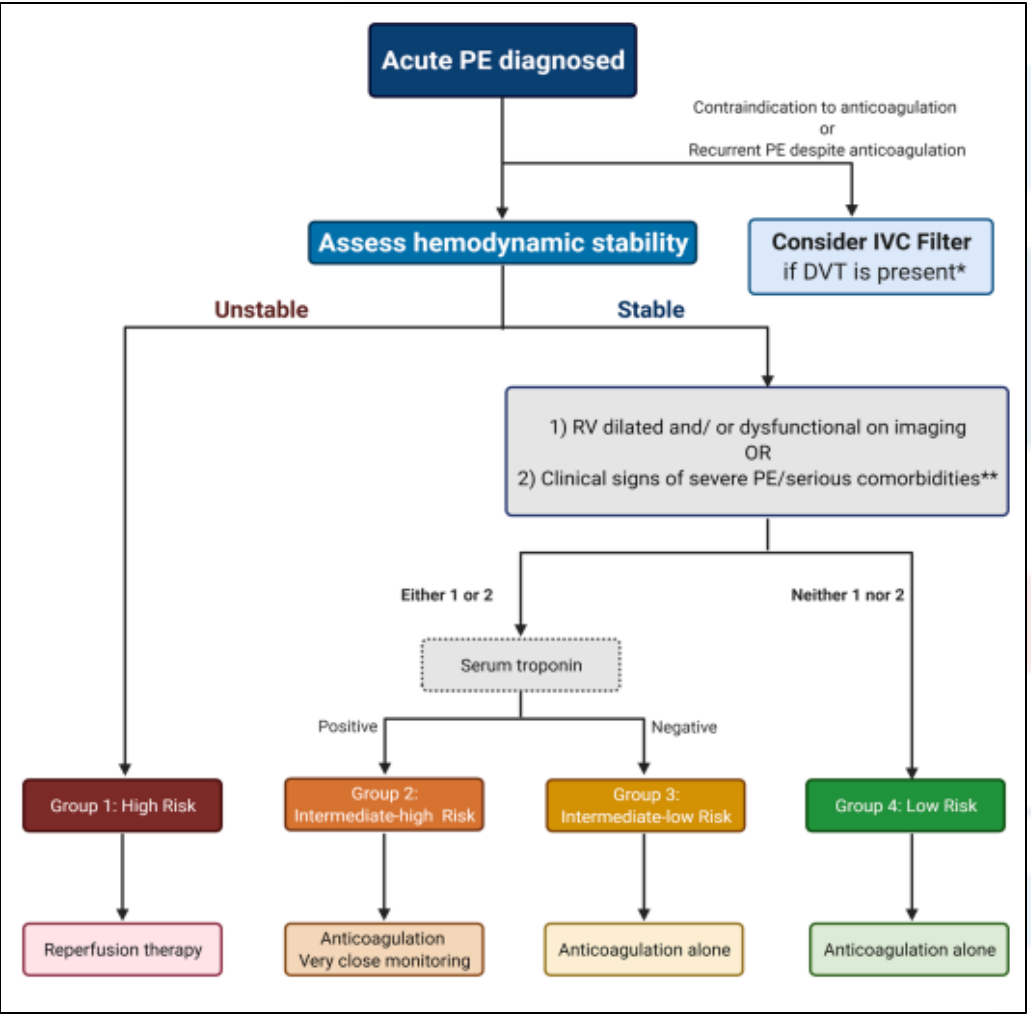 Acute PE diagnosed
Contraindication to anticoagulation
or
Recurrent PE despite anticoagulation
Assess hemodynamic stability
Consider IVC Filter
if DVT is present*
Unstable
Stable
1) RV dilated and/ or dysfunctional on imaging
OR
2) Clinical signs of severe PE/serious comorbidities**
Either 1 or 2
Neither 1 nor 2
Serum troponin
Positive
Negative
Group 1: High Risk
Group 2:
Intermediate-high Risk
Group 3:
Intermediate-low Risk
Group 4: Low Risk
Reperfusion therapy
Anticoagulation
Very close monitoring
Anticoagulation alone
Anticoagulation alone